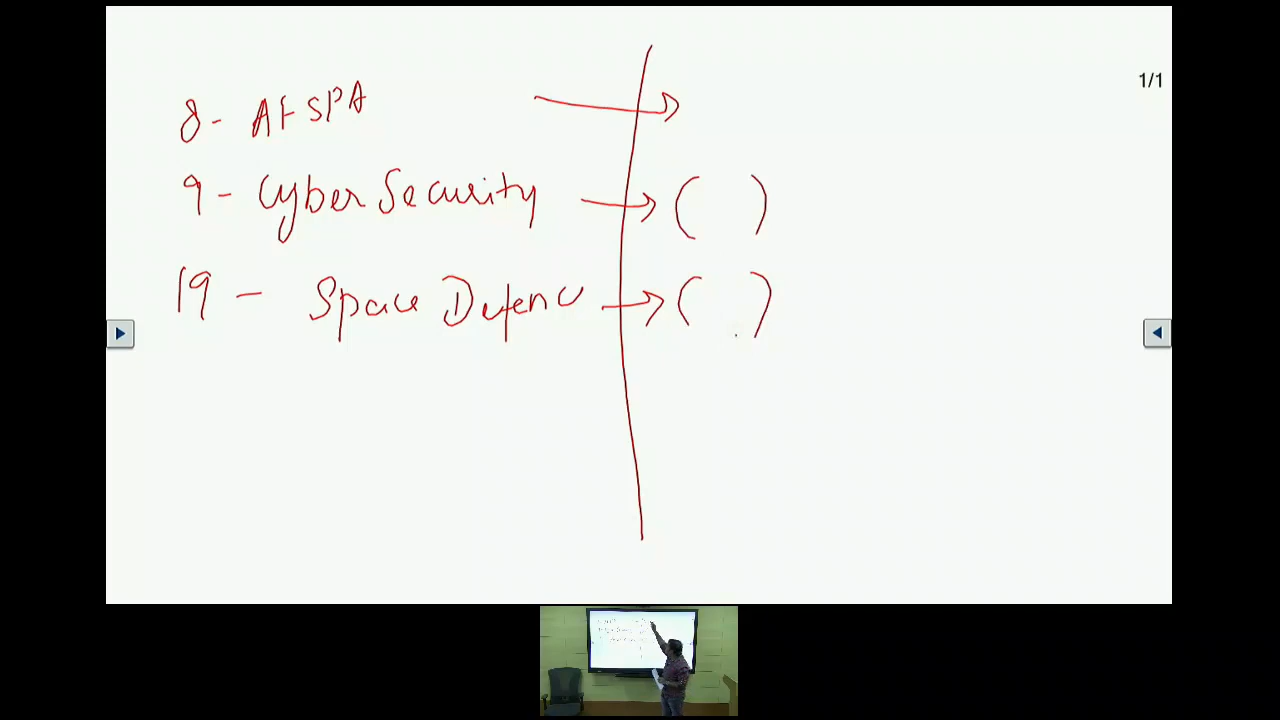 1/1
8- AFSPA →
9- Cyber Security → ( )
19 - Space Defence → ( )